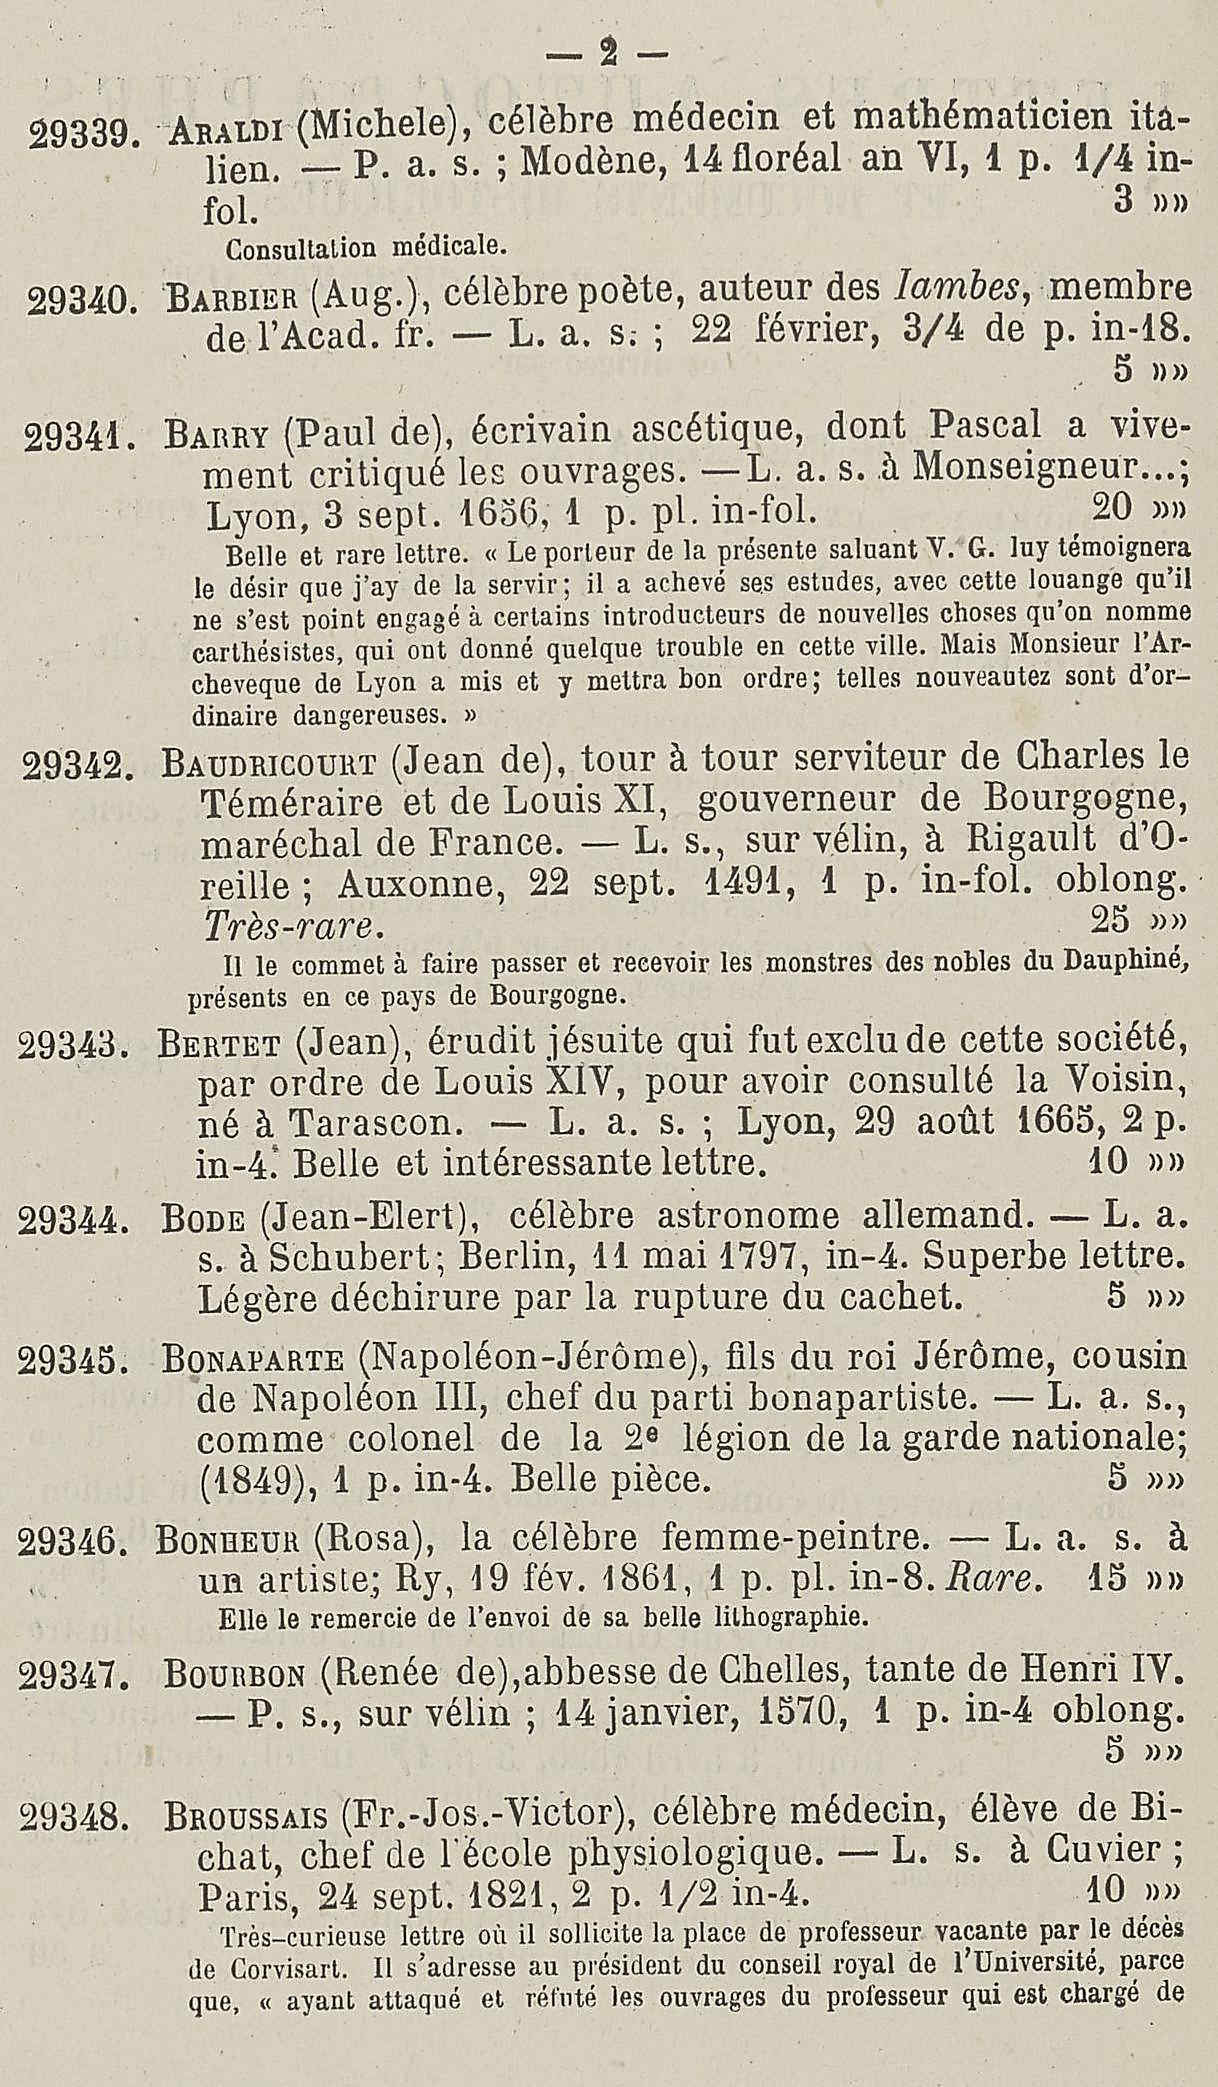 — 2 —
29339. ARALDI (Michele), célèbre médecin et mathématicien ita-
lien. — P. a. s. ; Modène, 14 floréal an VI, 1 p. 1/4 in-
fol. 3 »»
Consultation médicale.
29340. BARBIER (Aug.), célèbre poète, auteur des Iambes, membre
de l'Acad. fr. — L. a. s. ; 22 février, 3/4 de p. in-18.
5 »»
29341. BARRY (Paul de), écrivain ascétique, dont Pascal a vive-
ment critiqué les ouvrages. — L. a. s. à Monseigneur...;
Lyon, 3 sept. 1656, 1 p. pl. in-fol. 20 »»
Belle et rare lettre. « Le porteur de la présente saluant V. G. luy témoignera
le désir que j'ay de la servir; il a achevé ses estudes, avec cette louange qu'il
ne s'est point engagé à certains introducteurs de nouvelles choses qu'on nomme
carthésistes, qui ont donné quelque trouble en cette ville. Mais Monsieur l'Ar-
cheveque de Lyon a mis et y mettra bon ordre; telles nouveautez sont d'or-
dinaire dangereuses. »
29342. BAUDRICOURT (Jean de), tour à tour serviteur de Charles le
Téméraire et de Louis XI, gouverneur de Bourgogne,
maréchal de France. — L. s., sur vélin, à Rigault d'O-
reille ; Auxonne, 22 sept. 1491, 1 p. in-fol. oblong.
Très-rare. 25 »»
Il le commet à faire passer et recevoir les monstres des nobles du Dauphiné,
présents en ce pays de Bourgogne.
29343. BERTET (Jean), érudit jésuite qui fut exclu de cette société,
par ordre de Louis XIV, pour avoir consulté la Voisin,
né à Tarascon. — L. a. s. ; Lyon, 29 août 1665, 2 p.
in-4. Belle et intéressante lettre. 10 »»
29344. BODE (Jean-Elert), célèbre astronome allemand. — L. a.
s. à Schubert; Berlin, 11 mai 1797, in-4. Superbe lettre.
Légère déchirure par la rupture du cachet. 5 »»
29345. BONAPARTE (Napoléon-Jérôme), fils du roi Jérôme, cousin
de Napoléon III, chef du parti bonapartiste. — L. a. s.,
comme colonel de la 2e légion de la garde nationale;
(1849), 1 p. in-4. Belle pièce. 5 »»
29346. BONHEUR (Rosa), la célèbre femme-peintre. — L. a. s. à
un artiste; Ry, 19 fév. 1861, 1 p. pl. in-8. Rare. 15 »»
Elle le remercie de l'envoi de sa belle lithographie.
29347. BOURBON (Renée de), abbesse de Chelles, tante de Henri IV.
— P. s., sur vélin ; 14 janvier, 1570, 1 p. in-4 oblong.
5 »»
29348. BROUSSAIS (Fr.-Jos.-Victor), célèbre médecin, élève de Bi-
chat, chef de l'école physiologique. — L. s. à Cuvier ;
Paris, 24 sept. 1821, 2 p. 1/2 in-4. 10 »»
Très-curieuse lettre où il sollicite la place de professeur vacante par le décès
de Corvisart. Il s'adresse au président du conseil royal de l'Université, parce
que, « ayant attaqué et réfuté les ouvrages du professeur qui est chargé de